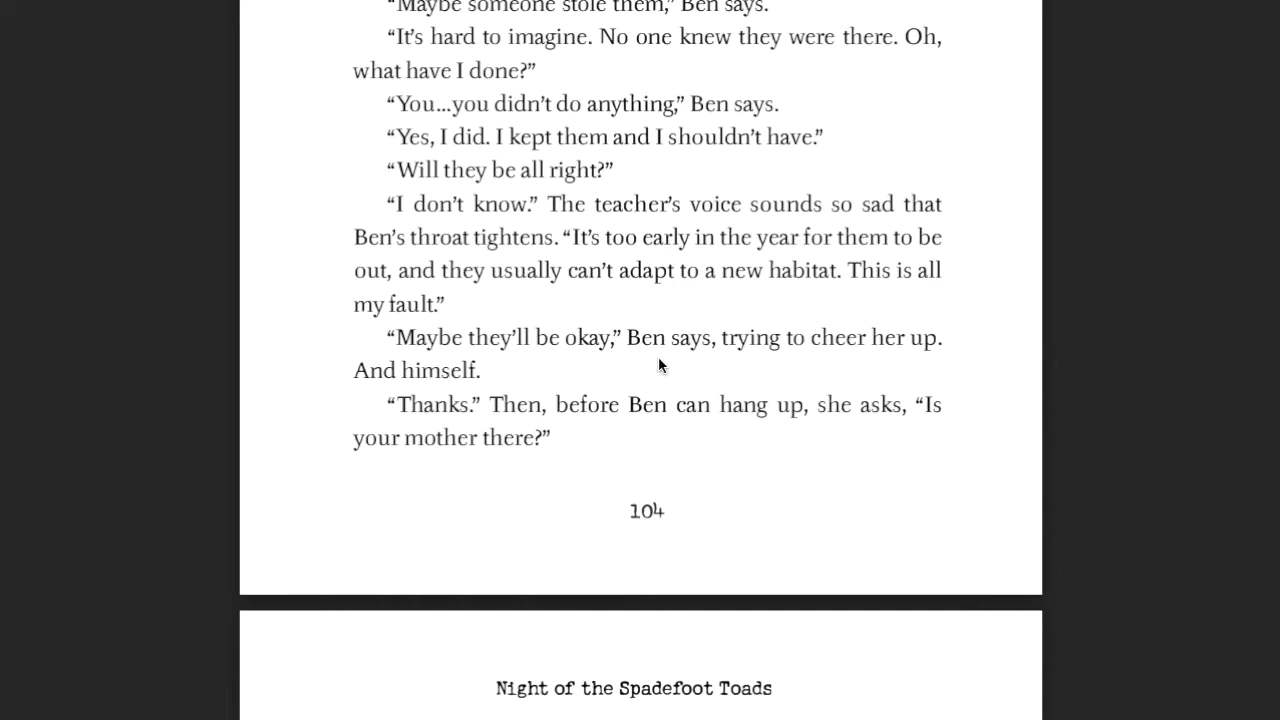 “Maybe someone stole them,” Ben says.
“It’s hard to imagine. No one knew they were there. Oh,
what have I done?”
“You...you didn’t do anything,” Ben says.
“Yes, I did. I kept them and I shouldn’t have.”
“Will they be all right?”
“I don’t know.” The teacher’s voice sounds so sad that
Ben’s throat tightens. “It’s too early in the year for them to be
out, and they usually can’t adapt to a new habitat. This is all
my fault.”
“Maybe they’ll be okay,” Ben says, trying to cheer her up.
And himself.
“Thanks.” Then, before Ben can hang up, she asks, “Is
your mother there?”
104
Night of the Spadefoot Toads